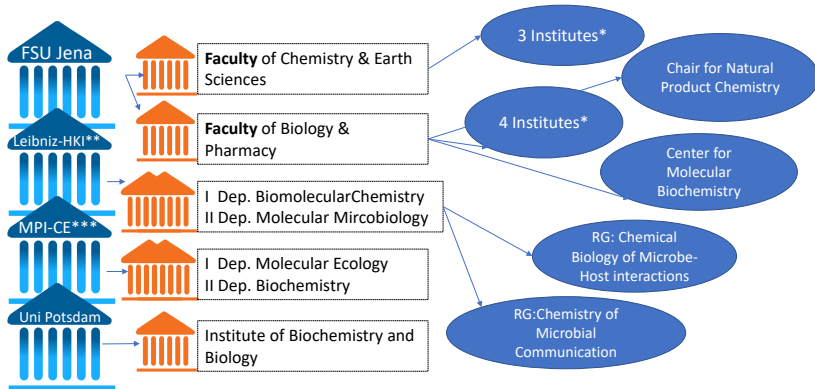 FSU Jena
Leibniz-HKI**
MPI-CE***
Uni Potsdam
Faculty of Chemistry & Earth
Sciences
Faculty of Biology &
Pharmacy
I Dep. BiomolecularChemistry
II Dep. Molecular Mircobiology
I Dep. Molecular Ecology
II Dep. Biochemistry
Institute of Biochemistry and
Biology
3 Institutes*
4 Institutes*
Chair for Natural
Product Chemistry
Center for
Molecular
Biochemistry
RG: Chemical
Biology of Microbe-
Host interactions
RG:Chemistry of
Microbial
Communication